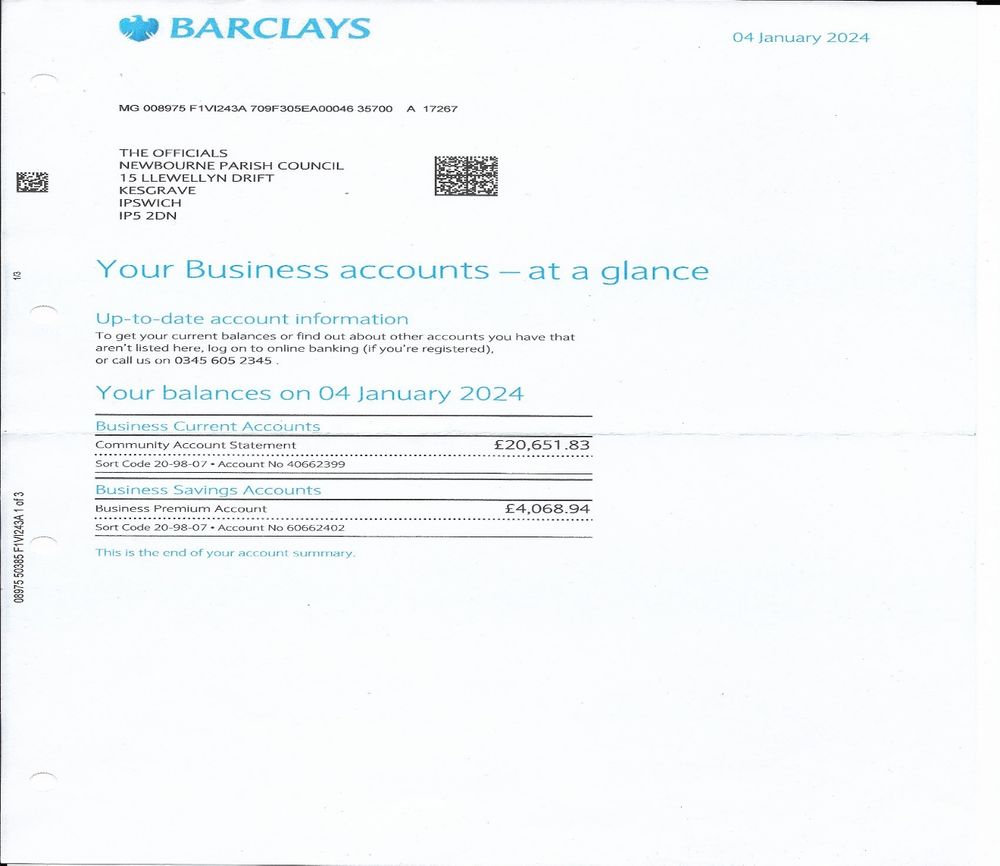 BARCLAYS
04 January 2024
MG 008975 F1VI243A 709F305EA00046 35700 A 17267
THE OFFICIALS
NEWBOURNE PARISH COUNCIL
15 LLEWELLYN DRIFT
KESGRAVE
IPSWICH
IP5 2DN
1/3
Your Business accounts – at a glance
Up-to-date account information
To get your current balances or find out about other accounts you have that
aren't listed here, log on to online banking (if you're registered),
or call us on 0345 605 2345 .
Your balances on 04 January 2024
Business Current Accounts
Community Account Statement £20,651.83
Sort Code 20-98-07 • Account No 40662399
Business Savings Accounts
Business Premium Account £4,068.94
Sort Code 20-98-07 • Account No 60662402
This is the end of your account summary.
08975 50385 F1VI243A 1 of 3